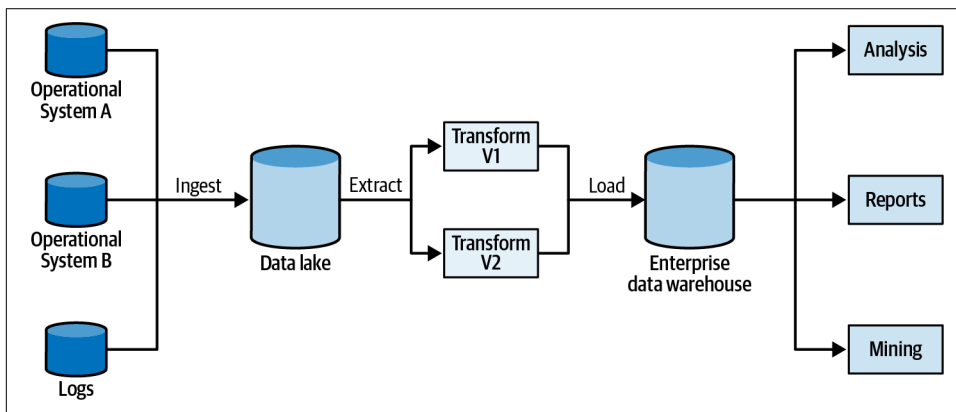 Operational
System A
Operational
System B
Logs
Ingest
Data lake
Extract
Transform
V1
Transform
V2
Load
Enterprise
data warehouse
Analysis
Reports
Mining